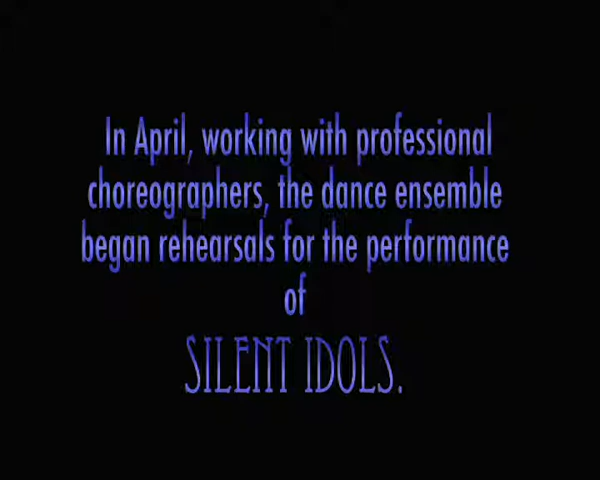 In April, working with professional
choreographers, the dance ensemble
began rehearsals for the performance
of
SILENT IDOLS.